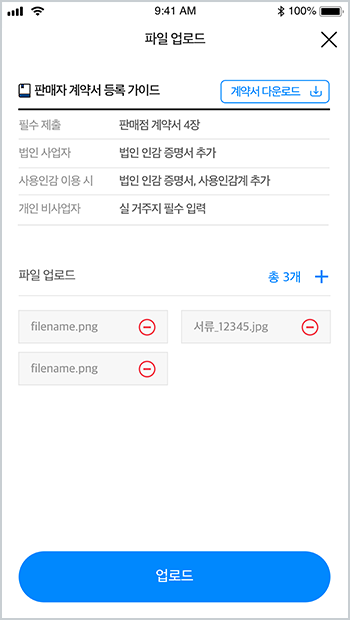 9:41 AM 100%
파일 업로드
판매자 계약서 등록 가이드 계약서 다운로드
필수 제출 판매점 계약서 4장
법인 사업자 법인 인감 증명서 추가
사용인감 이용 시 법인 인감 증명서, 사용인감계 추가
개인 비사업자 실 거주지 필수 입력
파일 업로드 총 3개
filename.png 서류_12345.jpg
filename.png
업로드